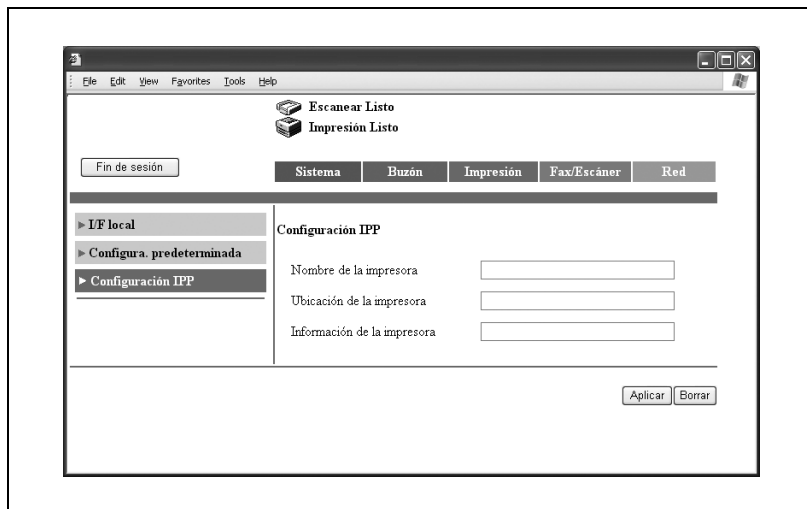 File Edit View Favorites Tools Help
Escanear Listo
Impresión Listo
Fin de sesión
Sistema Buzón Impresión Fax/Escáner Red
I/F local
Configura. predeterminada
Configuración IPP
Configuración IPP
Nombre de la impresora
Ubicación de la impresora
Información de la impresora
Aplicar Borrar